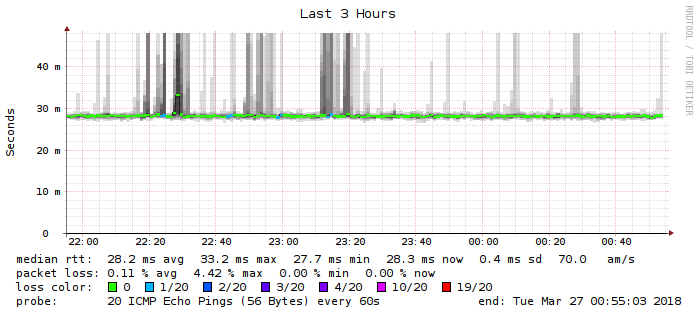 Last 3 Hours
RRDTOOL / TOBI OETIKER
Seconds
40 m
30 m
20 m
10 m
0
22:00 22:20 22:40 23:00 23:20 23:40 00:00 00:20 00:40
median rtt: 28.2 ms avg 33.2 ms max 27.7 ms min 28.3 ms now 0.4 ms sd 70.0 am/s
packet loss: 0.11 % avg 4.42 % max 0.00 % min 0.00 % now
loss color: 0 1/20 2/20 3/20 4/20 10/20 19/20
probe: 20 ICMP Echo Pings (56 Bytes) every 60s end: Tue Mar 27 00:55:03 2018